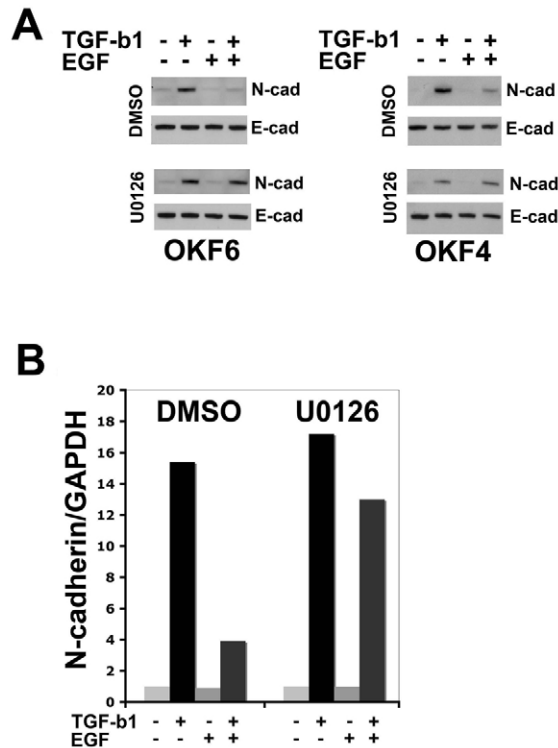 A
TGF-b1 - + - +
EGF - - + +
DMSO
N-cad
E-cad
U0126
N-cad
E-cad
OKF6
TGF-b1 - + - +
EGF - - + +
DMSO
N-cad
E-cad
U0126
N-cad
E-cad
OKF4
B
N-cadherin/GAPDH
20
18
16
14
12
10
8
6
4
2
0
DMSO U0126
TGF-b1 - + - + - + - +
EGF - - + + - - + +